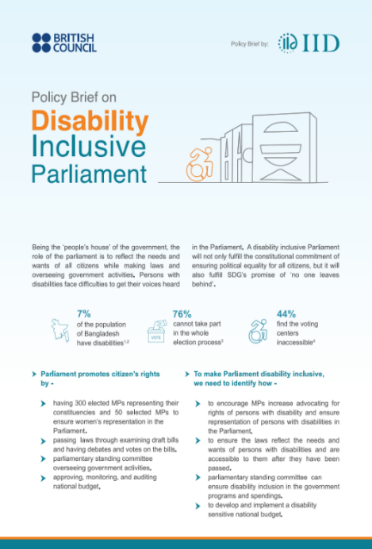 BRITISH
COUNCIL
Policy Brief by:
IID
Policy Brief on
Disability
Inclusive
Parliament
Being the 'people's house' of the government, the
role of the parliament is to reflect the needs and
wants of all citizens while making laws and
overseeing government activities. Persons with
disabilities face difficulties to get their voices heard
in the Parliament. A disability inclusive Parliament
will not only fulfill the constitutional commitment of
ensuring political equality for all citizens, but it will
also fulfil SDG's promise of 'no one leaves
behind'.
7%
of the population
of Bangladesh
have disabilities¹,²
VOTE
76%
cannot take part
in the whole
election process³
44%
find the voting
centers
inaccessible⁴
Parliament promotes citizen's rights
by -
having 300 elected MPs representing their
constituencies and 50 selected MPs to
ensure women's representation in the
Parliament.
passing laws through examining draft bills
and having debates and votes on the bills.
parliamentary standing committee
overseeing government activities.
approving, monitoring, and auditing
national budget.
To make Parliament disability inclusive,
we need to identify how -
to encourage MPs increase advocating for
rights of persons with disability and ensure
representation of persons with disabilities in
the Parliament.
to ensure the laws reflect the needs and
wants of persons with disabilities and are
accessible to them after they have been
passed.
parliamentary standing committee can
ensure disability inclusion in the government
programs and spendings.
to develop and implement a disability
sensitive national budget.